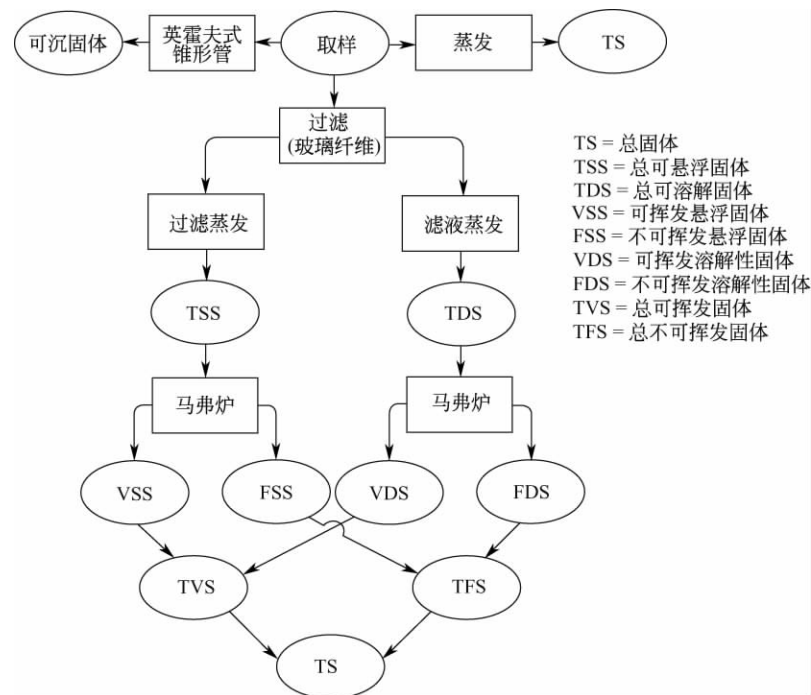 可沉固体
英霍夫式
锥形管
取样
蒸发
TS
过滤
(玻璃纤维)
过滤蒸发
滤液蒸发
TSS
TDS
马弗炉
马弗炉
VSS
FSS
VDS
FDS
TVS
TFS
TS
TS = 总固体
TSS = 总可悬浮固体
TDS = 总可溶解固体
VSS = 可挥发悬浮固体
FSS = 不可挥发悬浮固体
VDS = 可挥发溶解性固体
FDS = 不可挥发溶解性固体
TVS = 总可挥发固体
TFS = 总不可挥发固体